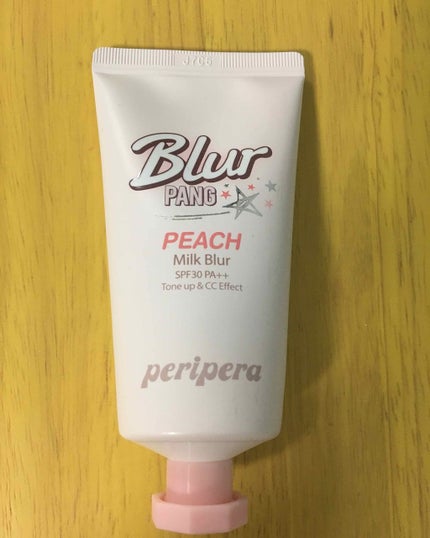 Blur
PANG
PEACH
Milk Blur
SPF30 PA++
Tone up & CC Effect
peripera